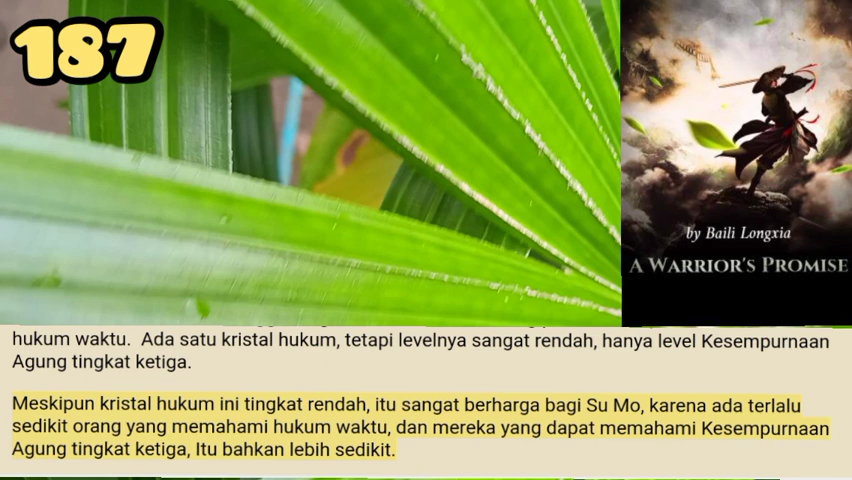 187
by Baili Longxia
A WARRIOR'S PROMISE
hukum waktu. Ada satu kristal hukum, tetapi levelnya sangat rendah, hanya level Kesempurnaan
Agung tingkat ketiga.
Meskipun kristal hukum ini tingkat rendah, itu sangat berharga bagi Su Mo, karena ada terlalu
sedikit orang yang memahami hukum waktu, dan mereka yang dapat memahami Kesempurnaan
Agung tingkat ketiga, Itu bahkan lebih sedikit.